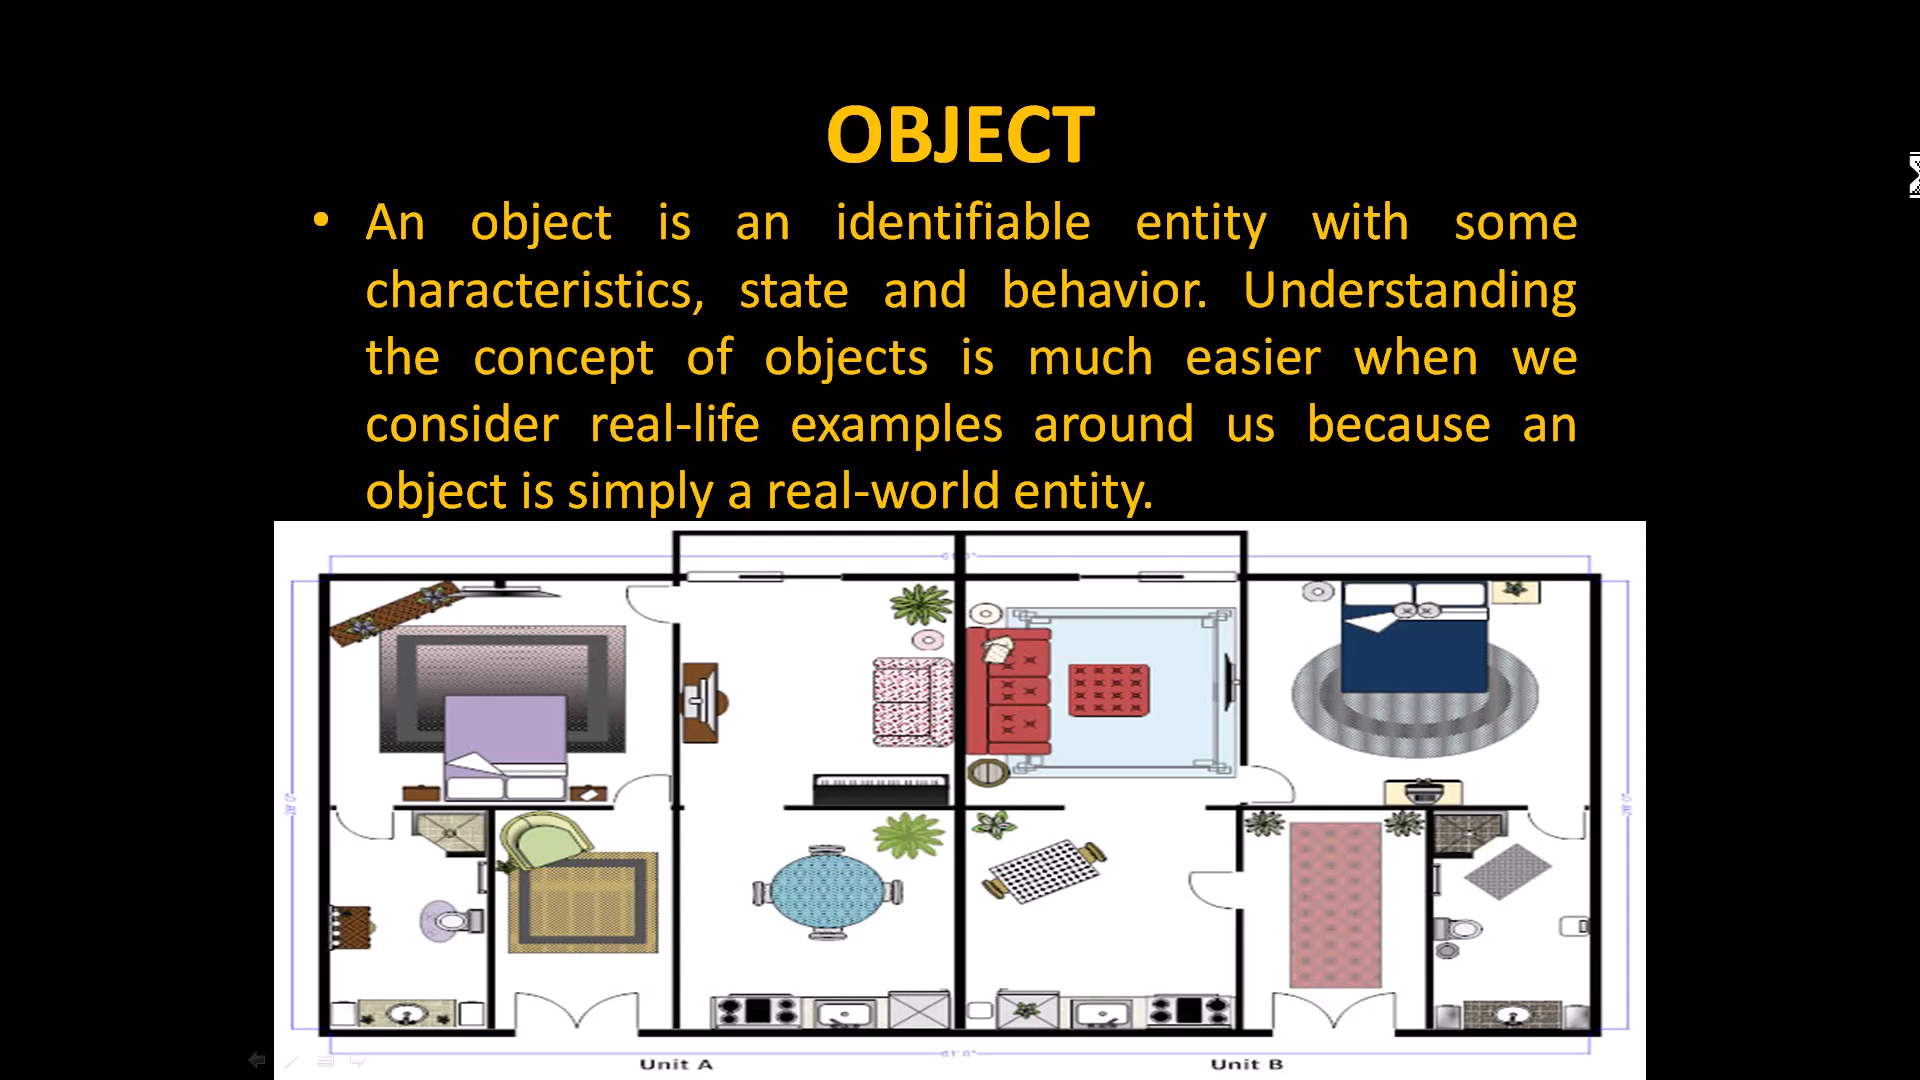 OBJECT
• An object is an identifiable entity with some
characteristics, state and behavior. Understanding
the concept of objects is much easier when we
consider real-life examples around us because an
object is simply a real-world entity.
Unit A
Unit B